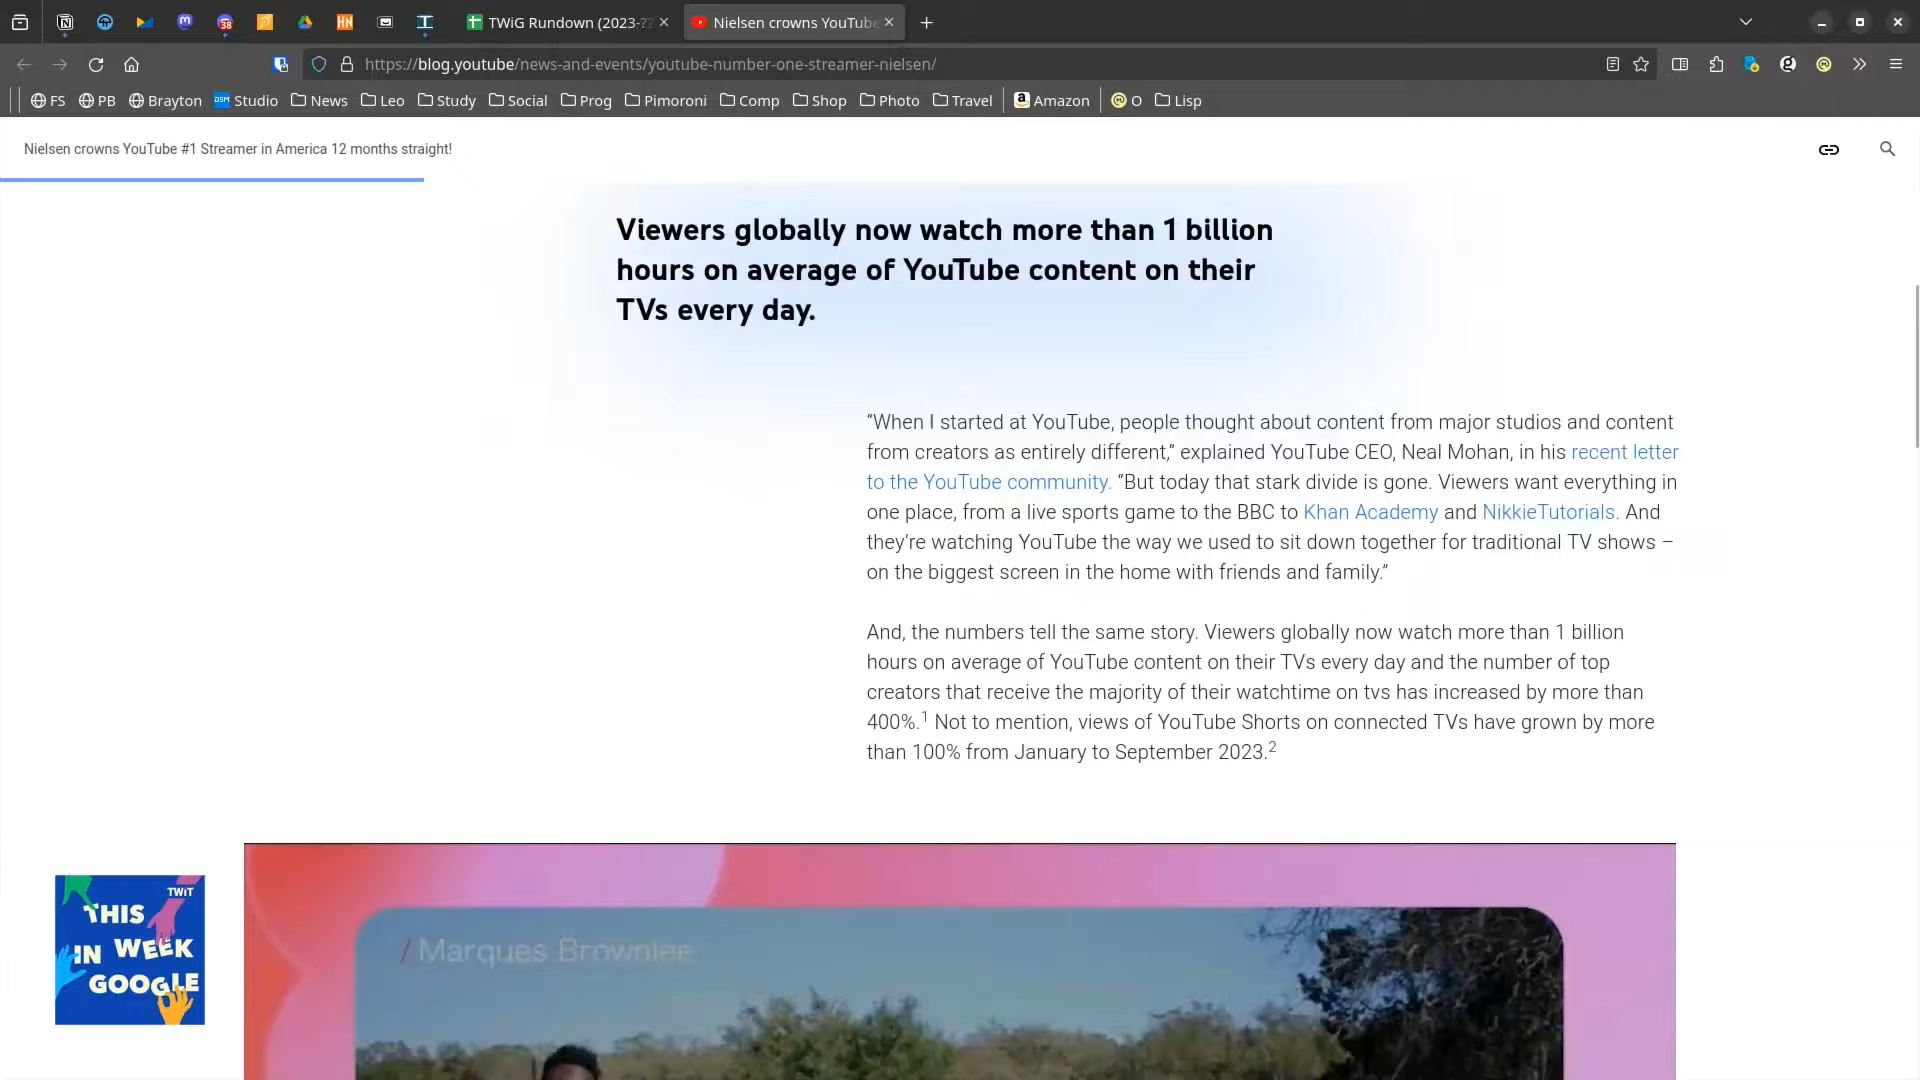 38
HN
TWiG Rundown (2023-??
Nielsen crowns YouTube
https://blog.youtube/news-and-events/youtube-number-one-streamer-nielsen/
FS
PB
Brayton
DSM Studio
News
Leo
Study
Social
Prog
Pimoroni
Comp
Shop
Photo
Travel
Amazon
O
Lisp
Nielsen crowns YouTube #1 Streamer in America 12 months straight!
Viewers globally now watch more than 1 billion
hours on average of YouTube content on their
TVs every day.
“When I started at YouTube, people thought about content from major studios and content
from creators as entirely different,” explained YouTube CEO, Neal Mohan, in his recent letter
to the YouTube community. “But today that stark divide is gone. Viewers want everything in
one place, from a live sports game to the BBC to Khan Academy and NikkieTutorials. And
they’re watching YouTube the way we used to sit down together for traditional TV shows –
on the biggest screen in the home with friends and family.”
And, the numbers tell the same story. Viewers globally now watch more than 1 billion
hours on average of YouTube content on their TVs every day and the number of top
creators that receive the majority of their watchtime on tvs has increased by more than
400%.1 Not to mention, views of YouTube Shorts on connected TVs have grown by more
than 100% from January to September 2023.2
TWiT
THIS
IN WEEK
GOOGLE
/ Marques Brownlee